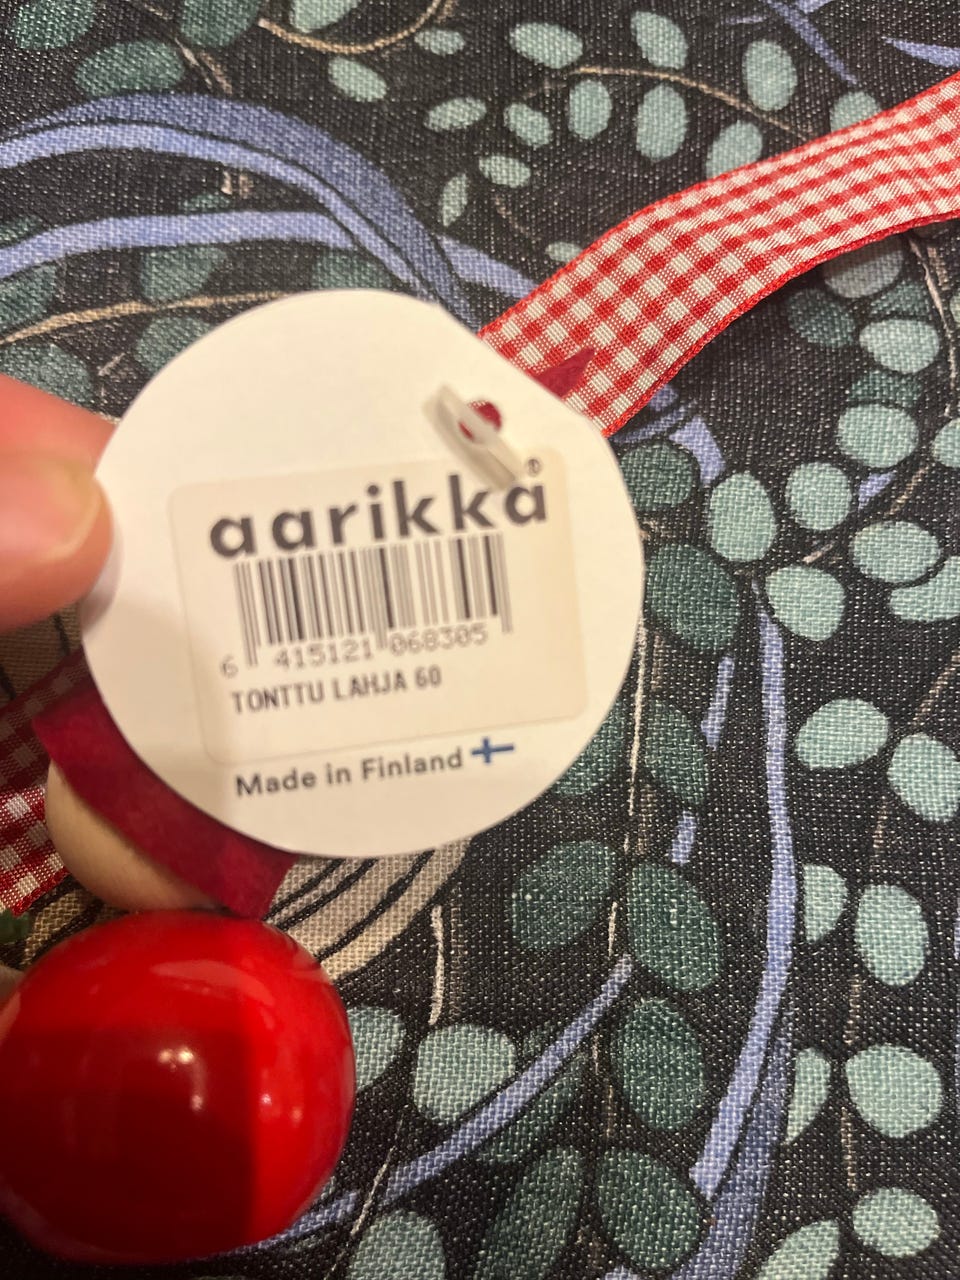 aarikka®
6 415121 068305
TONTTU LAHJA 60
Made in Finland